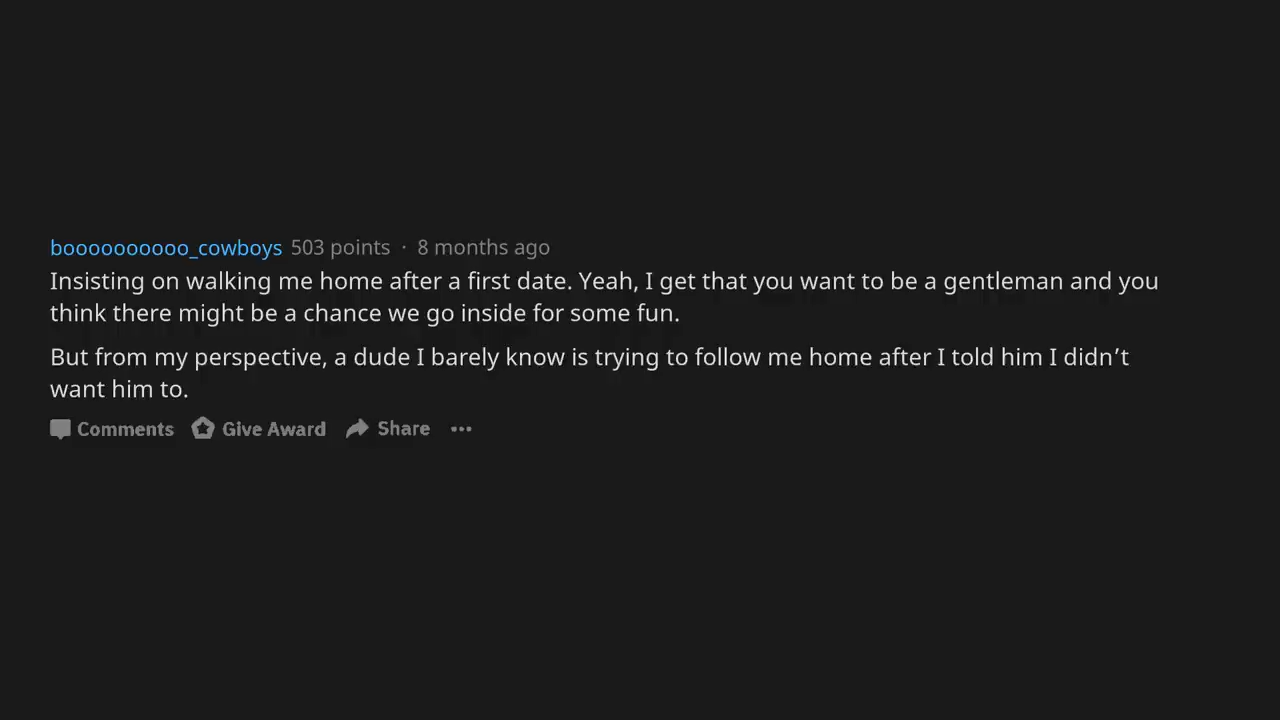 boooooooooo_cowboys 503 points · 8 months ago
Insisting on walking me home after a first date. Yeah, I get that you want to be a gentleman and you
think there might be a chance we go inside for some fun.
But from my perspective, a dude I barely know is trying to follow me home after I told him I didn't
want him to.
Comments Give Award Share ...